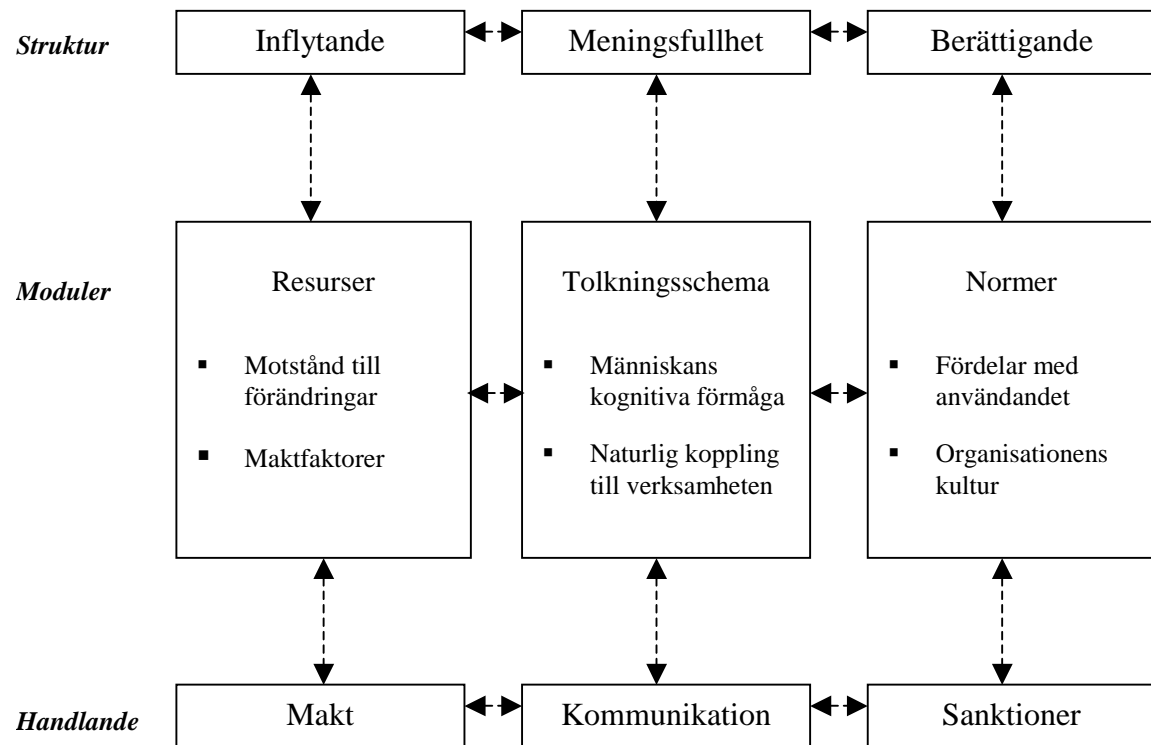 Struktur
Inflytande
Meningsfullhet
Berättigande
Moduler
Resurser
▪ Motstånd till
förändringar
▪ Maktfaktorer
Tolkningsschema
▪ Människans
kognitiva förmåga
▪ Naturlig koppling
till verksamheten
Normer
▪ Fördelar med
användandet
▪ Organisationens
kultur
Handlande
Makt
Kommunikation
Sanktioner